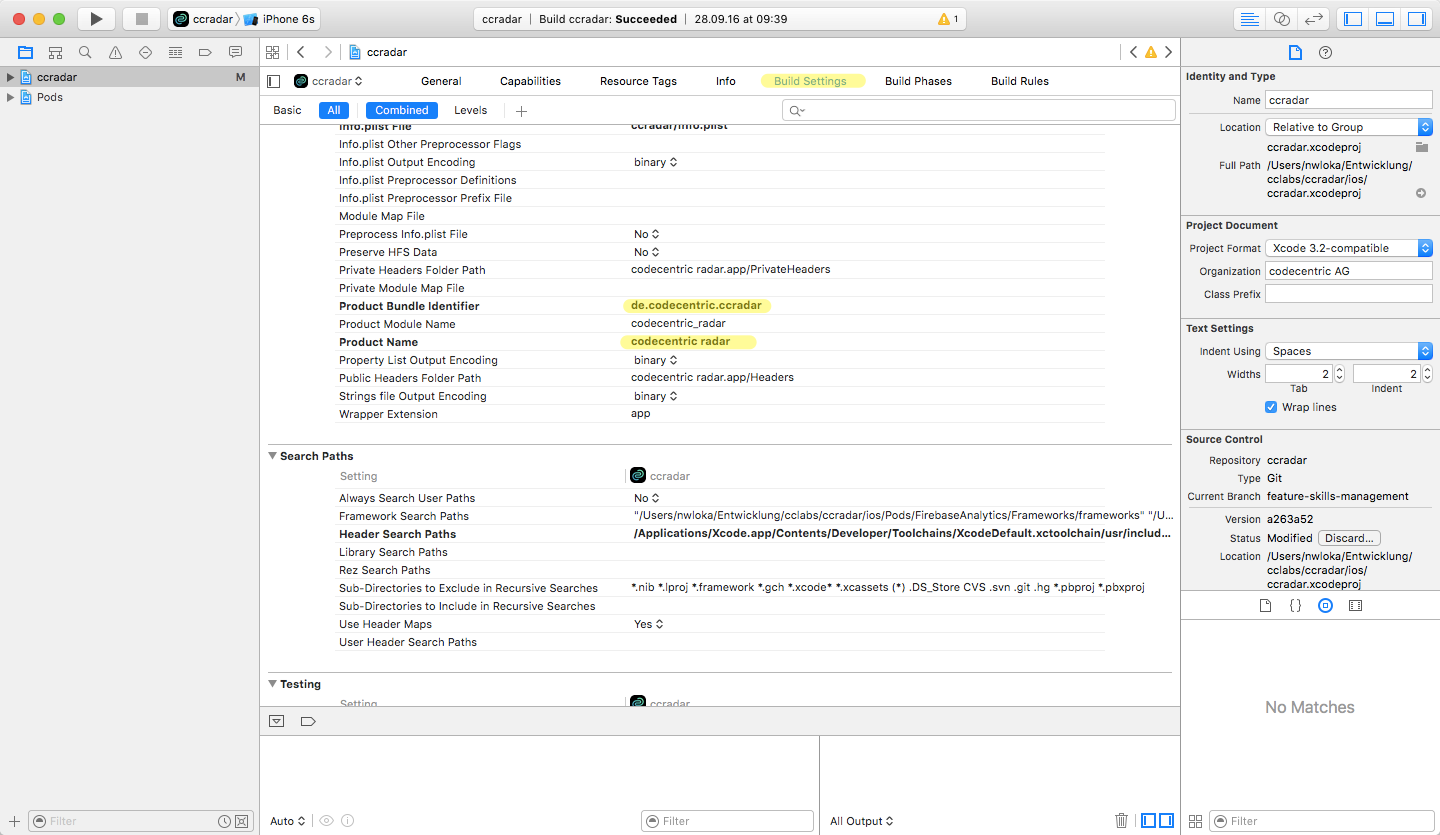 ccradar iPhone 6s
ccradar | Build ccradar: Succeeded | 28.09.16 at 09:39 1
ccradar M
Pods
ccradar
ccradar General Capabilities Resource Tags Info Build Settings Build Phases Build Rules
Basic All Combined Levels
Info.plist File ccradar/Info.plist
Info.plist Other Preprocessor Flags
Info.plist Output Encoding binary
Info.plist Preprocessor Definitions
Info.plist Preprocessor Prefix File
Module Map File
Preprocess Info.plist File No
Preserve HFS Data No
Private Headers Folder Path codecentric radar.app/PrivateHeaders
Private Module Map File
Product Bundle Identifier de.codecentric.ccradar
Product Module Name codecentric_radar
Product Name codecentric radar
Property List Output Encoding binary
Public Headers Folder Path codecentric radar.app/Headers
Strings file Output Encoding binary
Wrapper Extension app
Search Paths
Setting ccradar
Always Search User Paths No
Framework Search Paths "/Users/nwloka/Entwicklung/cclabs/ccradar/ios/Pods/FirebaseAnalytics/Frameworks/frameworks" "/U...
Header Search Paths /Applications/Xcode.app/Contents/Developer/Toolchains/XcodeDefault.xctoolchain/usr/includ...
Library Search Paths
Rez Search Paths
Sub-Directories to Exclude in Recursive Searches *.nib *.lproj *.framework *.gch *.xcode* *.xcassets (*) .DS_Store CVS .svn .git .hg *.pbproj *.pbxproj
Sub-Directories to Include in Recursive Searches
Use Header Maps Yes
User Header Search Paths
Testing
Setting ccradar
Filter
Auto
Filter
All Output
Identity and Type
Name ccradar
Location Relative to Group
ccradar.xcodeproj
Full Path /Users/nwloka/Entwicklung/
cclabs/ccradar/ios/
ccradar.xcodeproj
Project Document
Project Format Xcode 3.2-compatible
Organization codecentric AG
Class Prefix
Text Settings
Indent Using Spaces
Widths 2 2
Tab Indent
Wrap lines
Source Control
Repository ccradar
Type Git
Current Branch feature-skills-management
Version a263a52
Status Modified Discard...
Location /Users/nwloka/Entwicklung/
cclabs/ccradar/ios/
ccradar.xcodeproj
No Matches
Filter